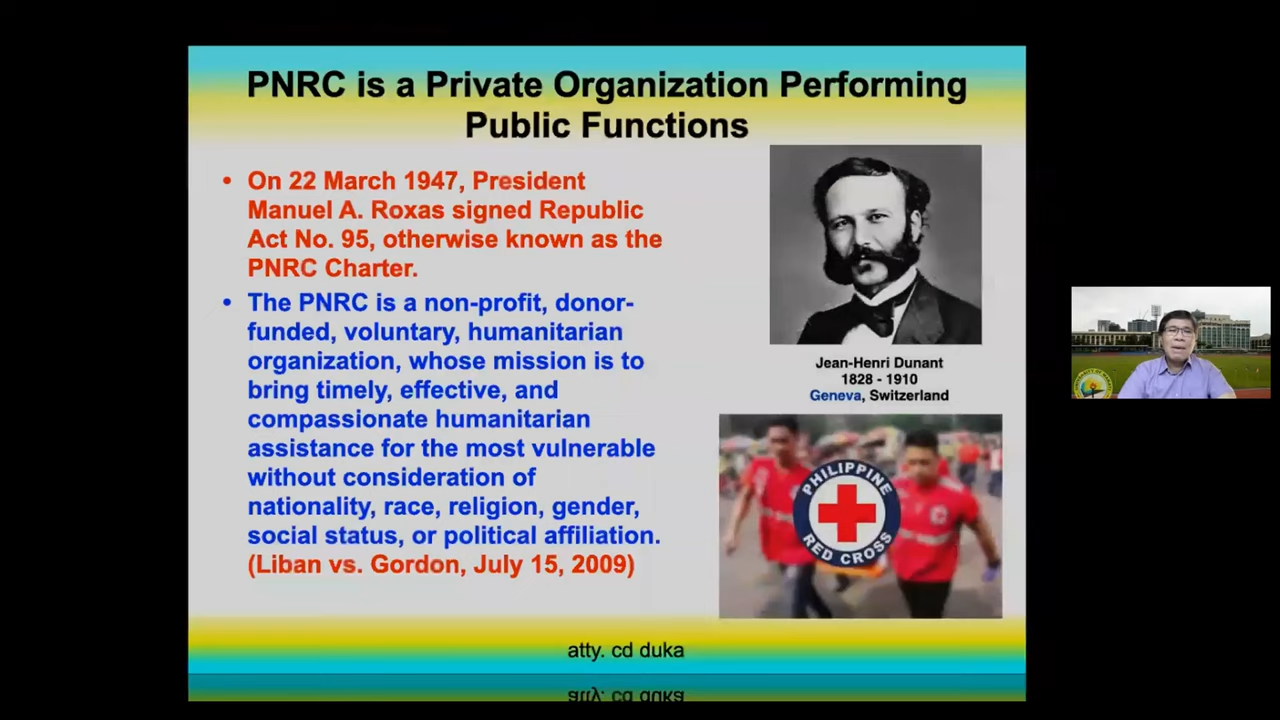 PNRC is a Private Organization Performing
Public Functions
• On 22 March 1947, President
Manuel A. Roxas signed Republic
Act No. 95, otherwise known as the
PNRC Charter.
• The PNRC is a non-profit, donor-
funded, voluntary, humanitarian
organization, whose mission is to
bring timely, effective, and
compassionate humanitarian
assistance for the most vulnerable
without consideration of
nationality, race, religion, gender,
social status, or political affiliation.
(Liban vs. Gordon, July 15, 2009)
Jean-Henri Dunant
1828 - 1910
Geneva, Switzerland
PHILIPPINE
RED CROSS
atty. cd duka
atty. cd duka